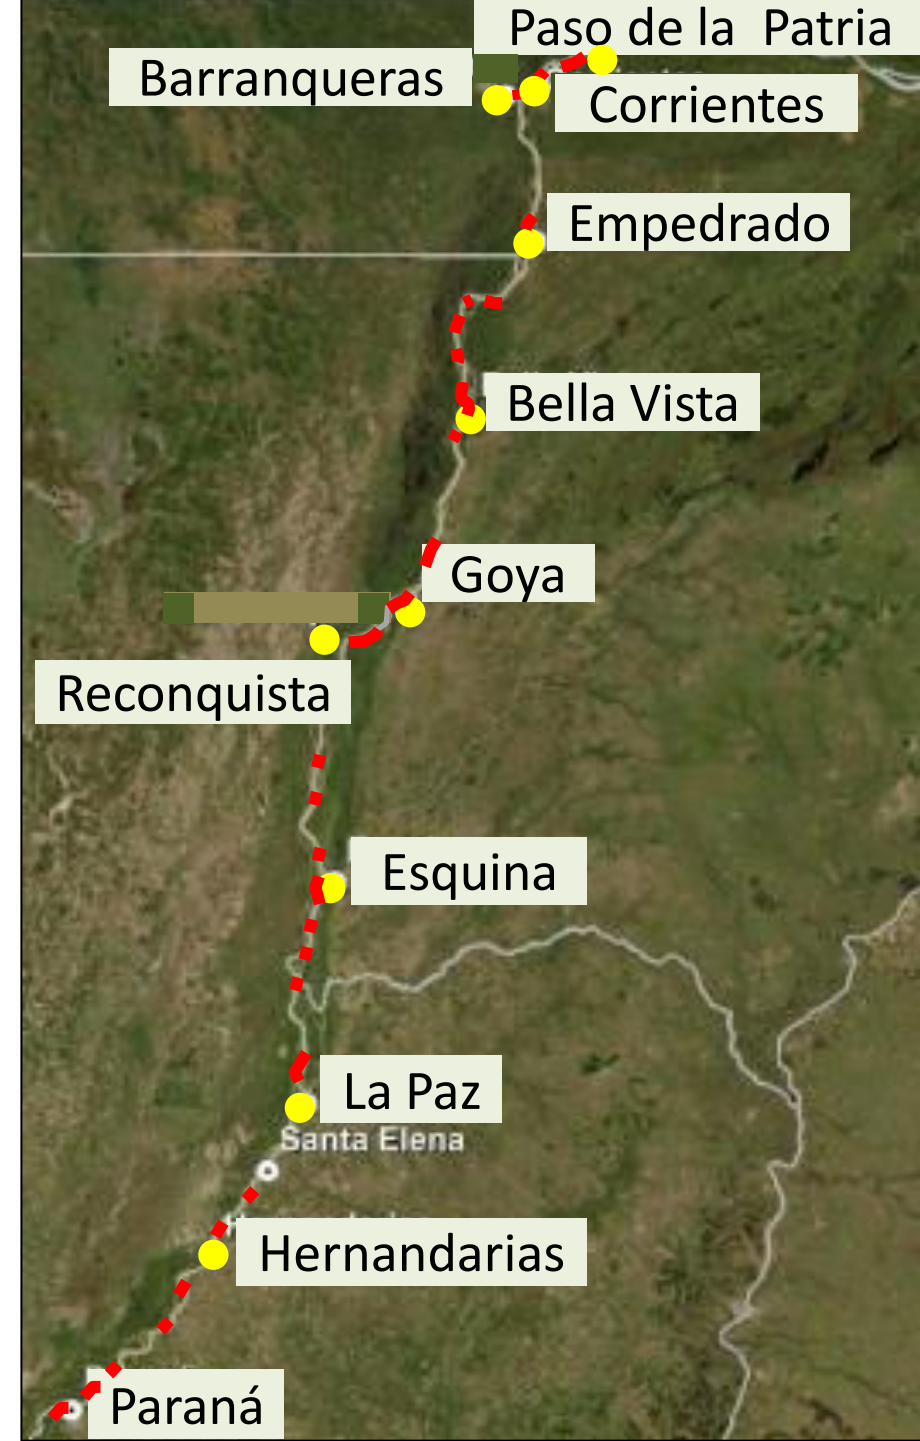 Paso de la Patria
Barranqueras
Corrientes
Empedrado
Bella Vista
Goya
Reconquista
Esquina
La Paz
Santa Elena
Hernandarias
Paraná